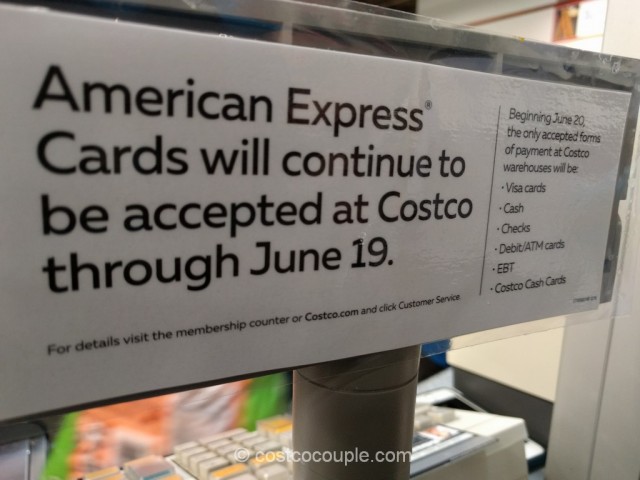 American Express®
Cards will continue to
be accepted at Costco
through June 19.
For details visit the membership counter or Costco.com and click Customer Service.
Beginning June 20,
the only accepted forms
of payment at Costco
warehouses will be:
· Visa cards
· Cash
· Checks
· Debit/ATM cards
· EBT
· Costco Cash Cards
© costcocouple.com